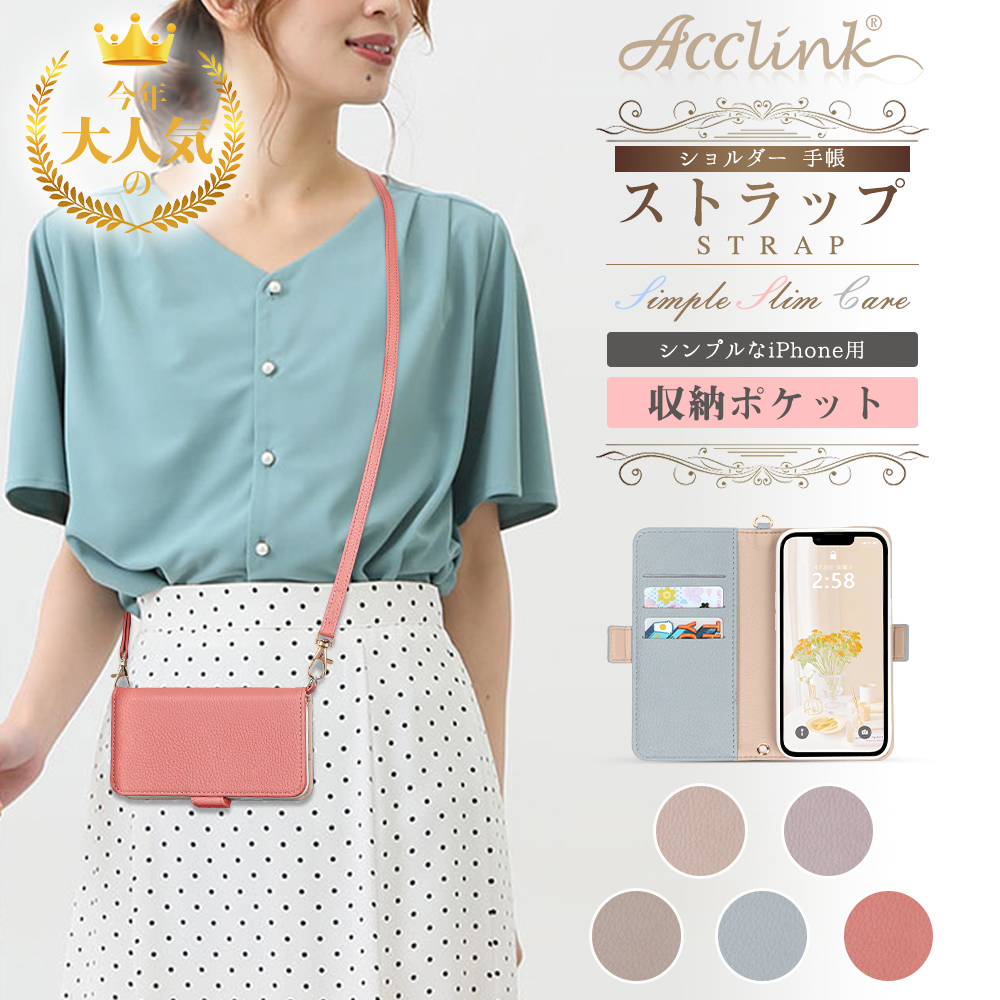 今年
大人気
の
Acclink®
ショルダー 手帳
ストラップ
STRAP
Simple Slim Care
シンプルなiPhone用
収納ポケット
2:58